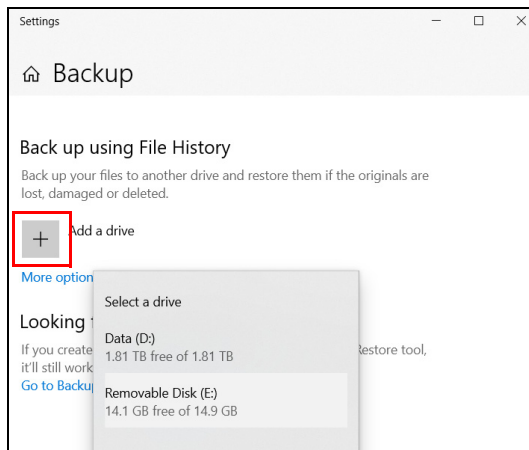 Settings
Backup
Back up using File History
Back up your files to another drive and restore them if the originals are
lost, damaged or deleted.
Add a drive
More option
Select a drive
Looking
Data (D:)
If you create
1.81 TB free of 1.81 TB
Restore tool,
it'll still work
Go to Backu
Removable Disk (E:)
14.1 GB free of 14.9 GB